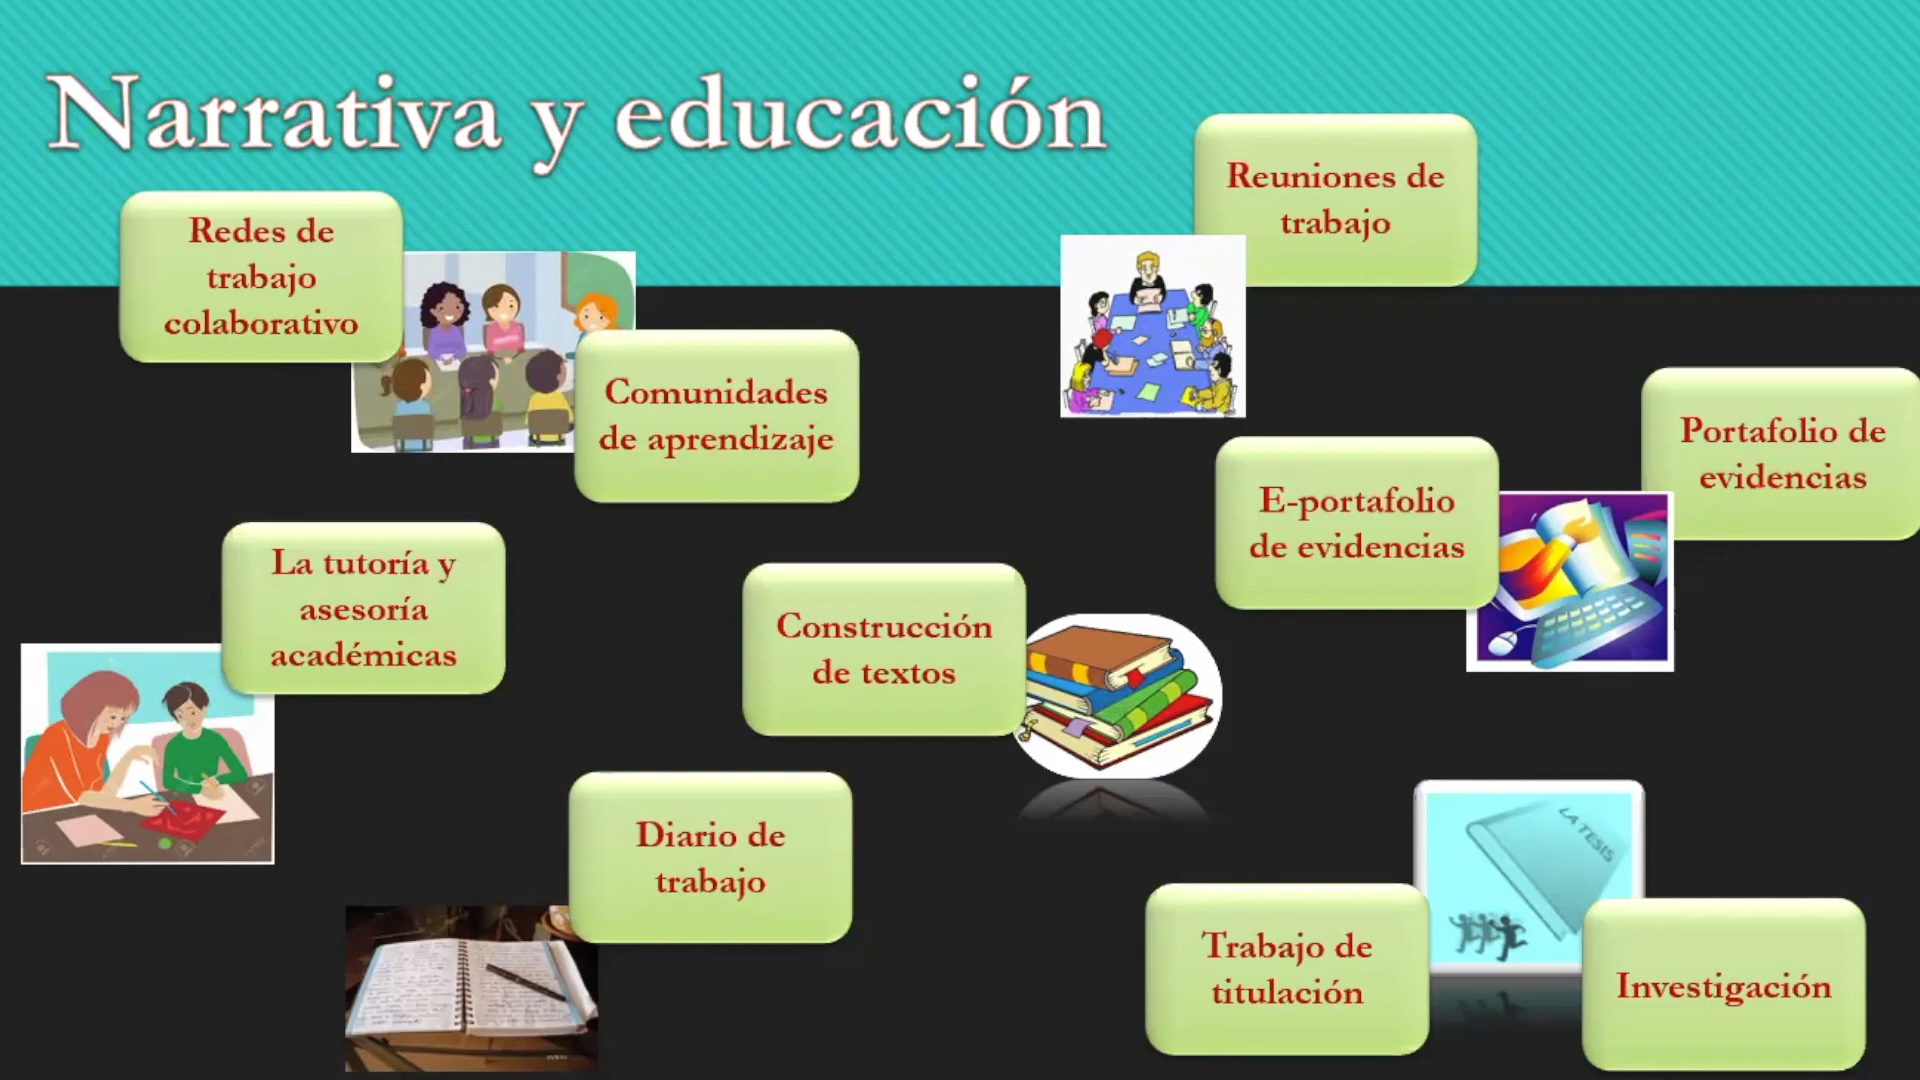 Narrativa y educación
Reuniones de
trabajo
Redes de
trabajo
colaborativo
Comunidades
de aprendizaje
Portafolio de
evidencias
E-portafolio
de evidencias
La tutoría y
asesoría
académicas
Construcción
de textos
Diario de
trabajo
LA TESIS
Trabajo de
titulación
Investigación